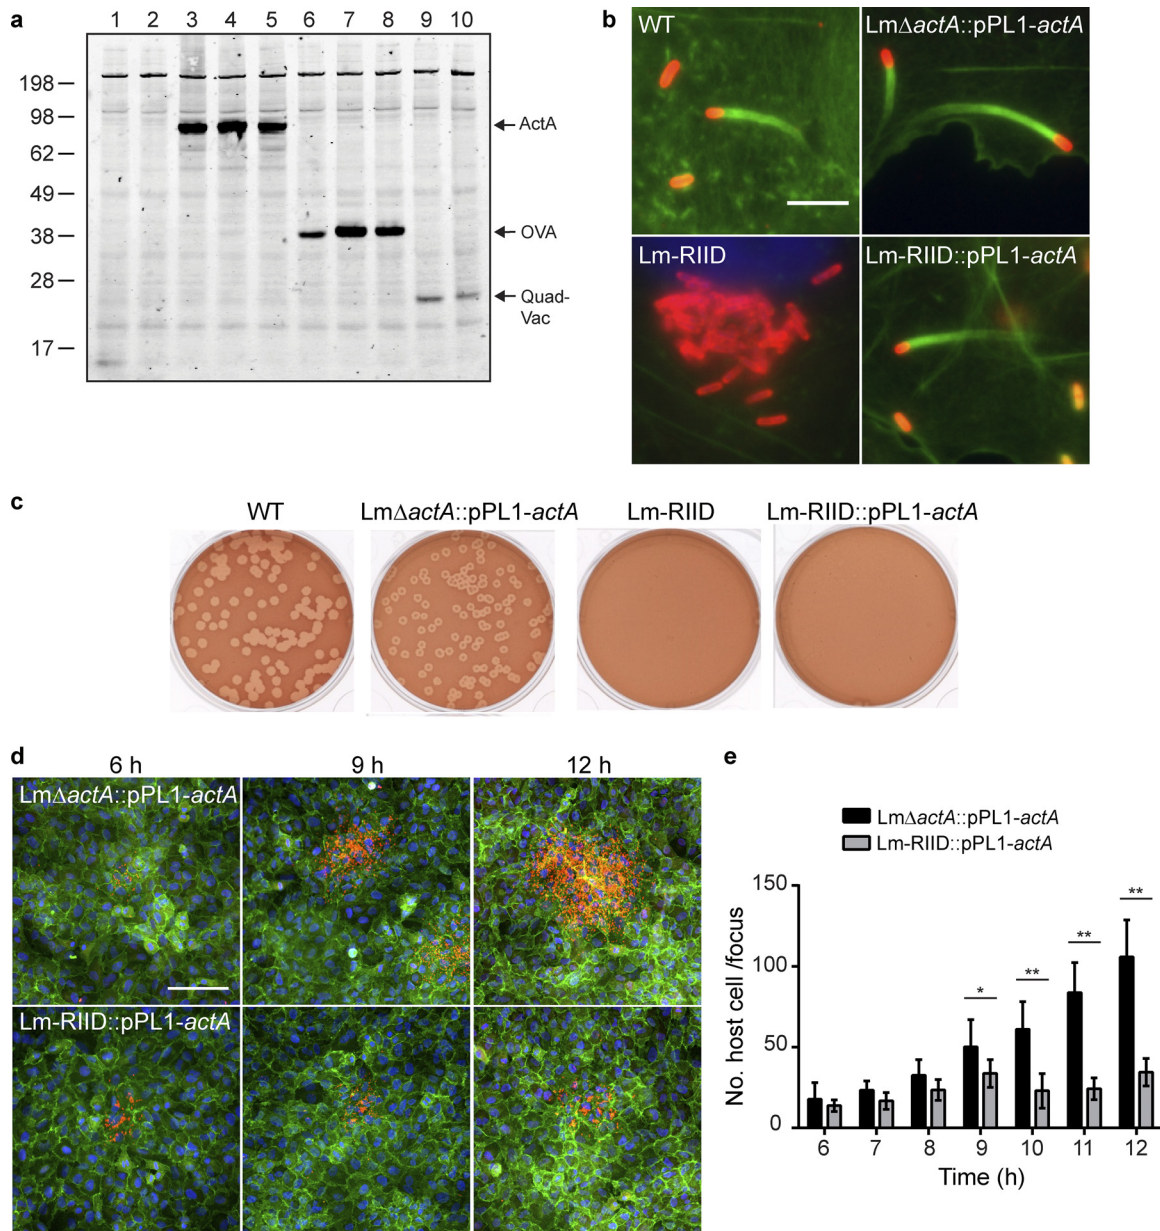 a
1 2 3 4 5 6 7 8 9 10
198
98
62
49
38
28
17
ActA
OVA
Quad-
Vac
b
WT
LmΔactA::pPL1-actA
Lm-RIID
Lm-RIID::pPL1-actA
c
WT
LmΔactA::pPL1-actA
Lm-RIID
Lm-RIID::pPL1-actA
d
6 h 9 h 12 h
LmΔactA::pPL1-actA
Lm-RIID::pPL1-actA
e
LmΔactA::pPL1-actA
Lm-RIID::pPL1-actA
No. host cell /focus
150
100
50
0
* ** ** **
6 7 8 9 10 11 12
Time (h)